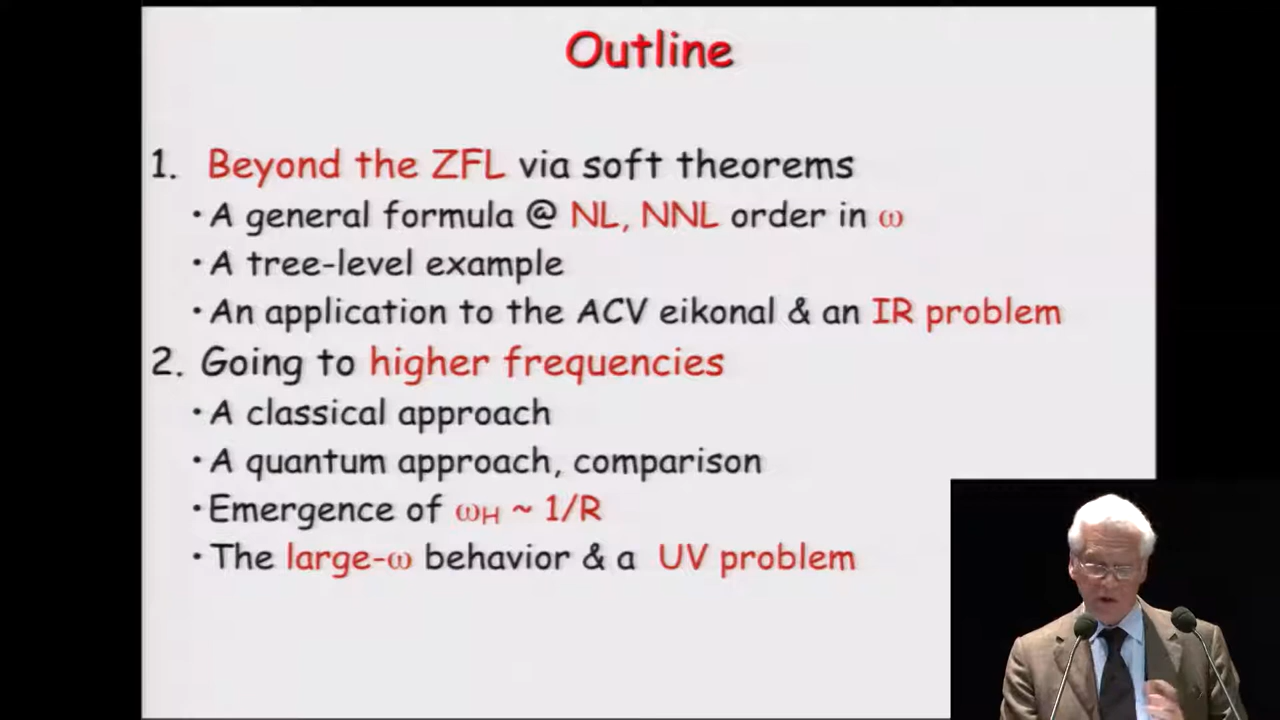 Outline
1. Beyond the ZFL via soft theorems
• A general formula @ NL, NNL order in ω
• A tree-level example
• An application to the ACV eikonal & an IR problem
2. Going to higher frequencies
• A classical approach
• A quantum approach, comparison
• Emergence of ωH ~ 1/R
• The large-ω behavior & a UV problem